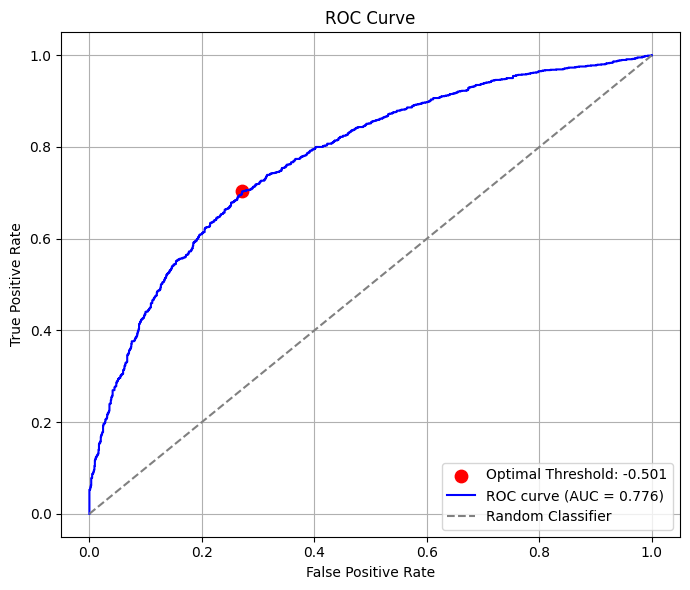 ROC Curve
1.0
0.8
0.6
0.4
0.2
0.0
True Positive Rate
Optimal Threshold: -0.501
ROC curve (AUC = 0.776)
Random Classifier
0.0 0.2 0.4 0.6 0.8 1.0
False Positive Rate